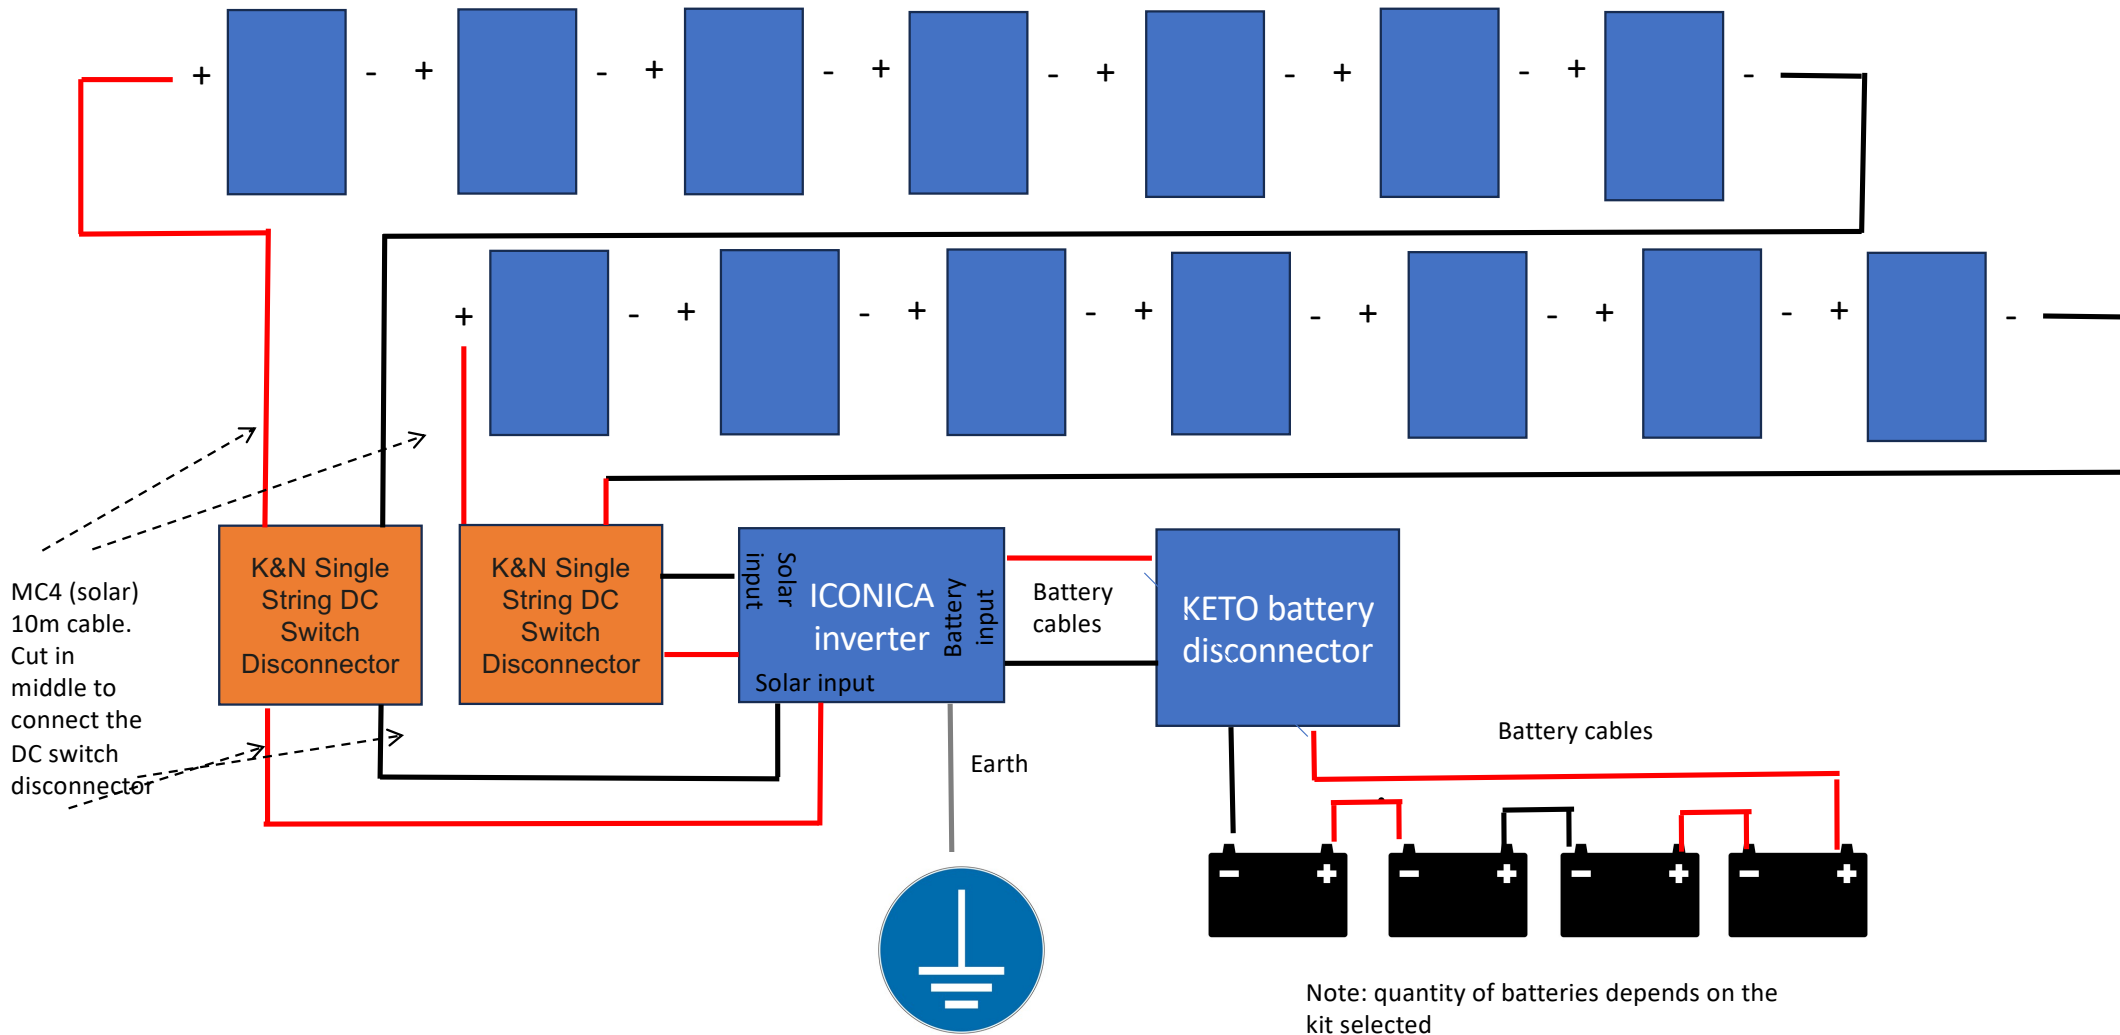 + - + - + - + - + - + - + -
+ - + - + - + - + - + - + -
MC4 (solar)
10m cable.
Cut in
middle to
connect the
DC switch
disconnector
K&N Single
String DC
Switch
Disconnector
K&N Single
String DC
Switch
Disconnector
Solar
input
ICONICA
inverter
Battery
input
Solar input
Battery
cables
KETO battery
disconnector
Earth
Battery cables
- + - + - + - +
Note: quantity of batteries depends on the
kit selected